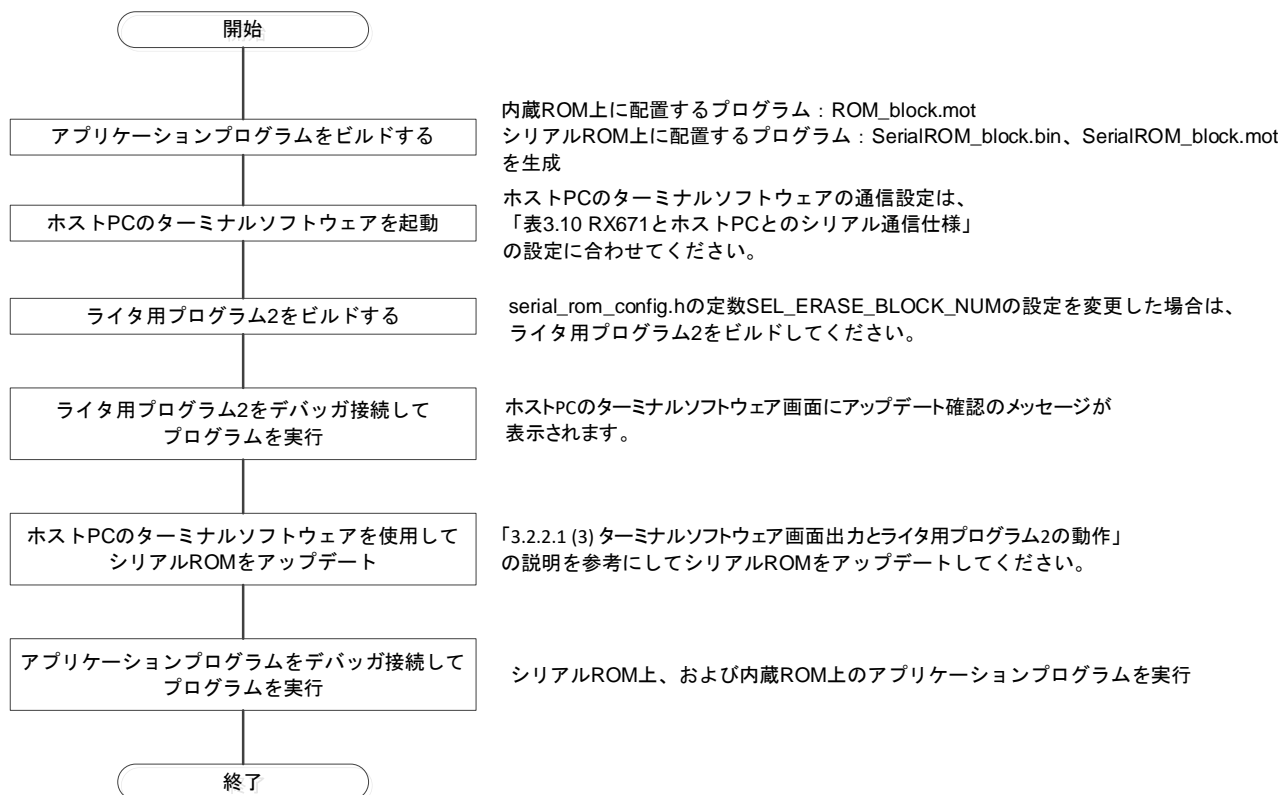 開始
アプリケーションプログラムをビルドする
内蔵ROM上に配置するプログラム：ROM_block.mot
シリアルROM上に配置するプログラム：SerialROM_block.bin、SerialROM_block.mot
を生成
ホストPCのターミナルソフトウェアを起動
ホストPCのターミナルソフトウェアの通信設定は、
「表3.10 RX671とホストPCとのシリアル通信仕様」
の設定に合わせてください。
ライタ用プログラム2をビルドする
serial_rom_config.hの定数SEL_ERASE_BLOCK_NUMの設定を変更した場合は、
ライタ用プログラム2をビルドしてください。
ライタ用プログラム2をデバッガ接続して
プログラムを実行
ホストPCのターミナルソフトウェア画面にアップデート確認のメッセージが
表示されます。
ホストPCのターミナルソフトウェアを使用して
シリアルROMをアップデート
「3.2.2.1 (3) ターミナルソフトウェア画面出力とライタ用プログラム2の動作」
の説明を参考にしてシリアルROMをアップデートしてください。
アプリケーションプログラムをデバッガ接続して
プログラムを実行
シリアルROM上、および内蔵ROM上のアプリケーションプログラムを実行
終了